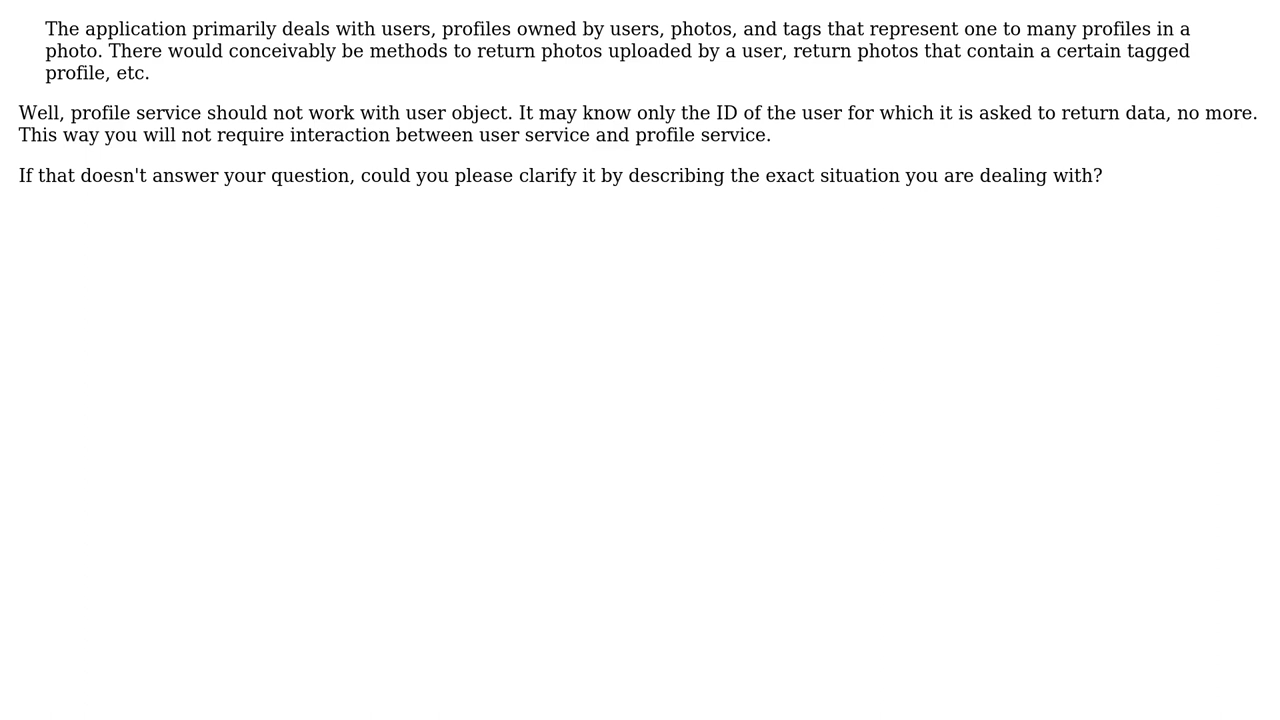 The application primarily deals with users, profiles owned by users, photos, and tags that represent one to many profiles in a
photo. There would conceivably be methods to return photos uploaded by a user, return photos that contain a certain tagged
profile, etc.
Well, profile service should not work with user object. It may know only the ID of the user for which it is asked to return data, no more.
This way you will not require interaction between user service and profile service.
If that doesn't answer your question, could you please clarify it by describing the exact situation you are dealing with?